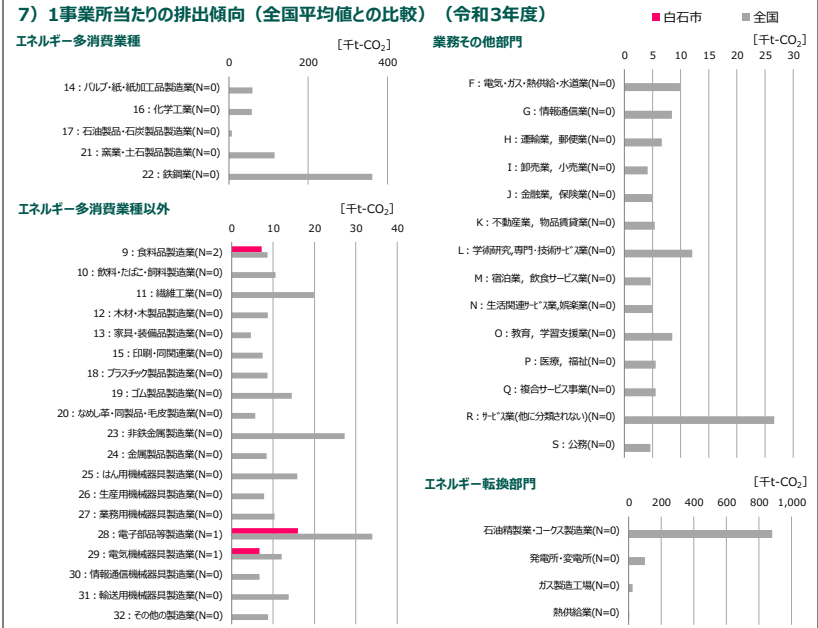 7）1事業所当たりの排出傾向（全国平均値との比較）（令和3年度）
■白石市 ■全国
エネルギー多消費業種
［千t-CO₂］
0 200 400
14：パルプ・紙・紙加工品製造業(N=0)
16：化学工業(N=0)
17：石油製品・石炭製品製造業(N=0)
21：窯業・土石製品製造業(N=0)
22：鉄鋼業(N=0)
エネルギー多消費業種以外
［千t-CO₂］
0 10 20 30 40
9：食料品製造業(N=2)
10：飲料・たばこ・飼料製造業(N=0)
11：繊維工業(N=0)
12：木材・木製品製造業(N=0)
13：家具・装備品製造業(N=0)
15：印刷・同関連業(N=0)
18：プラスチック製品製造業(N=0)
19：ゴム製品製造業(N=0)
20：なめし革・同製品・毛皮製造業(N=0)
23：非鉄金属製造業(N=0)
24：金属製品製造業(N=0)
25：はん用機械器具製造業(N=0)
26：生産用機械器具製造業(N=0)
27：業務用機械器具製造業(N=0)
28：電子部品等製造業(N=1)
29：電気機械器具製造業(N=1)
30：情報通信機械器具製造業(N=0)
31：輸送用機械器具製造業(N=0)
32：その他の製造業(N=0)
業務その他部門
［千t-CO₂］
0 5 10 15 20 25 30
F：電気・ガス・熱供給・水道業(N=0)
G：情報通信業(N=0)
H：運輸業，郵便業(N=0)
I：卸売業，小売業(N=0)
J：金融業，保険業(N=0)
K：不動産業，物品賃貸業(N=0)
L：学術研究,専門・技術ｻｰﾋﾞｽ業(N=0)
M：宿泊業，飲食サービス業(N=0)
N：生活関連ｻｰﾋﾞｽ業,娯楽業(N=0)
O：教育，学習支援業(N=0)
P：医療，福祉(N=0)
Q：複合サービス事業(N=0)
R：ｻｰﾋﾞｽ業(他に分類されない)(N=0)
S：公務(N=0)
エネルギー転換部門
［千t-CO₂］
0 200 400 600 800 1,000
石油精製業・コークス製造業(N=0)
発電所・変電所(N=0)
ガス製造工場(N=0)
熱供給業(N=0)